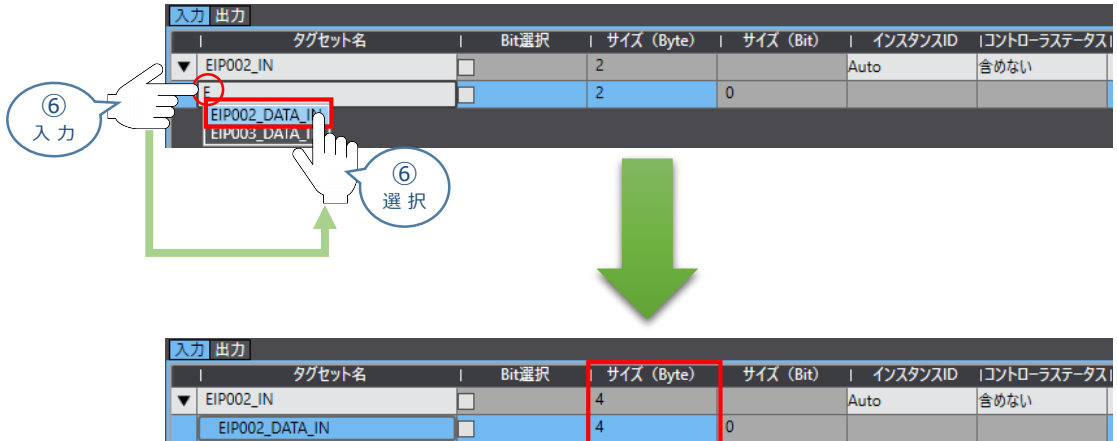 入力 出力
タグセット名 Bit選択 サイズ（Byte） サイズ（Bit） インスタンスID コントローラステータス
▼ EIP002_IN 2 Auto 含めない
E 2 0
EIP002_DATA_IN
EIP003_DATA_IN
⑥
入 力
⑥
選 択
入力 出力
タグセット名 Bit選択 サイズ（Byte） サイズ（Bit） インスタンスID コントローラステータス
▼ EIP002_IN 4 Auto 含めない
EIP002_DATA_IN 4 0